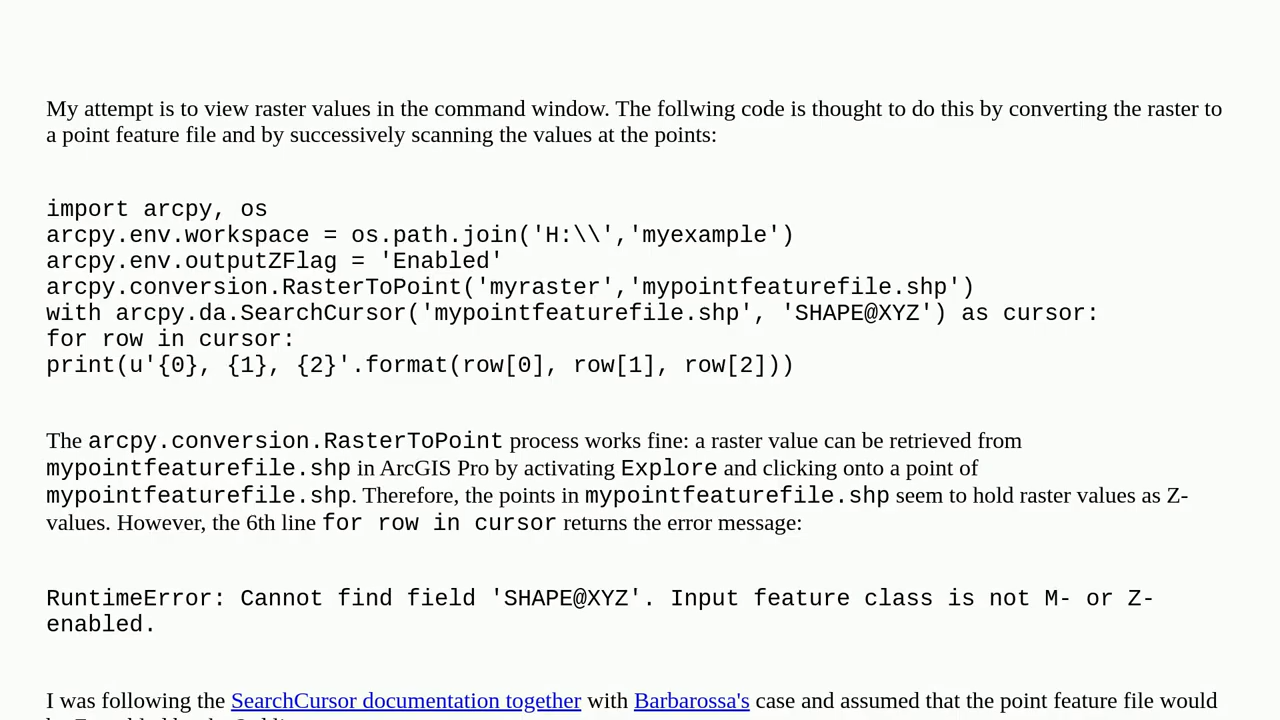 My attempt is to view raster values in the command window. The follwing code is thought to do this by converting the raster to
a point feature file and by successively scanning the values at the points:
import arcpy, os
arcpy.env.workspace = os.path.join('H:\\','myexample')
arcpy.env.outputZFlag = 'Enabled'
arcpy.conversion.RasterToPoint('myraster','mypointfeaturefile.shp')
with arcpy.da.SearchCursor('mypointfeaturefile.shp', 'SHAPE@XYZ') as cursor:
for row in cursor:
print(u'{0}, {1}, {2}'.format(row[0], row[1], row[2]))
The arcpy.conversion.RasterToPoint process works fine: a raster value can be retrieved from
mypointfeaturefile.shp in ArcGIS Pro by activating Explore and clicking onto a point of
mypointfeaturefile.shp. Therefore, the points in mypointfeaturefile.shp seem to hold raster values as Z-
values. However, the 6th line for row in cursor returns the error message:
RuntimeError: Cannot find field 'SHAPE@XYZ'. Input feature class is not M- or Z-
enabled.
I was following the SearchCursor documentation together with Barbarossa's case and assumed that the point feature file would